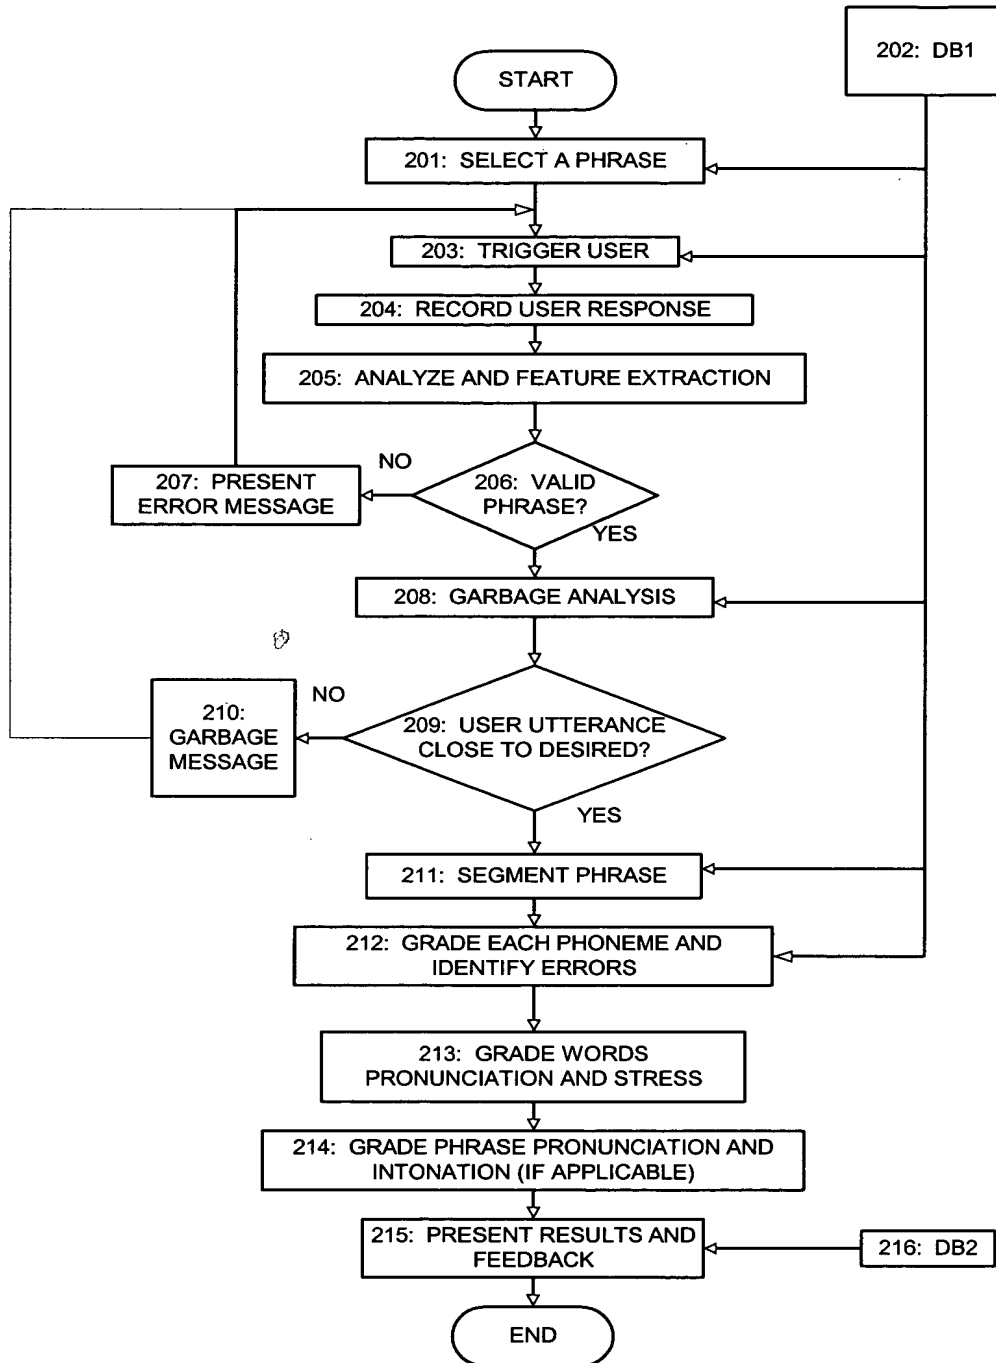 202: DB1
START
201: SELECT A PHRASE
203: TRIGGER USER
204: RECORD USER RESPONSE
205: ANALYZE AND FEATURE EXTRACTION
NO
207: PRESENT
ERROR MESSAGE
206: VALID
PHRASE?
YES
208: GARBAGE ANALYSIS
NO
210:
GARBAGE
MESSAGE
209: USER UTTERANCE
CLOSE TO DESIRED?
YES
211: SEGMENT PHRASE
212: GRADE EACH PHONEME AND
IDENTIFY ERRORS
213: GRADE WORDS
PRONUNCIATION AND STRESS
214: GRADE PHRASE PRONUNCIATION AND
INTONATION (IF APPLICABLE)
215: PRESENT RESULTS AND
FEEDBACK
216: DB2
END